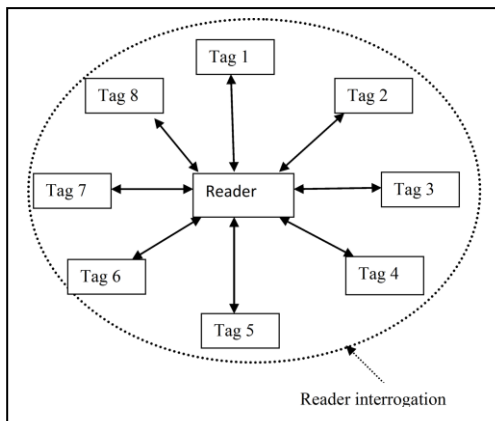 Tag 1
Tag 8
Tag 2
Tag 7
Reader
Tag 3
Tag 6
Tag 4
Tag 5
Reader interrogation